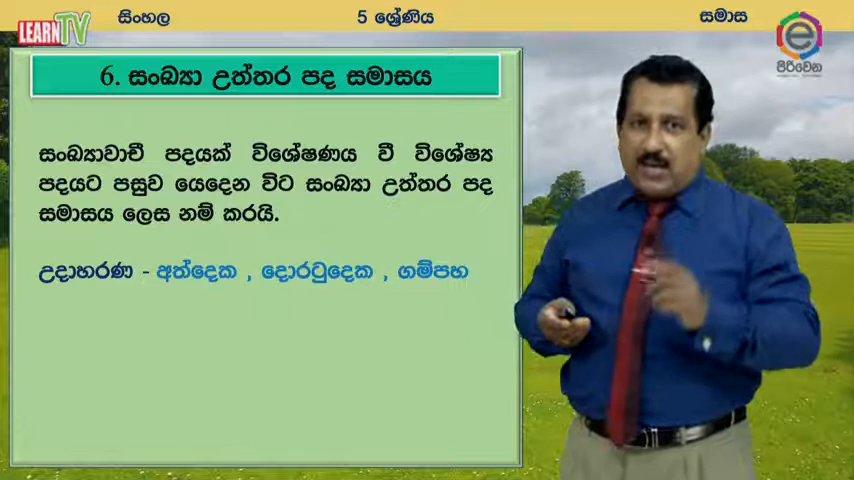 LEARN TV
සිංහල
5 ශ්‍රේණිය
සමාස
පිරිවෙන
6. සංඛ්‍යා උත්තර පද සමාසය
සංඛ්‍යාවාචී පදයක් විශේෂණය වී විශේෂ්‍ය
පදයට පසුව යෙදෙන විට සංඛ්‍යා උත්තර පද
සමාසය ලෙස නම් කරයි.
උදාහරණ - අත්දෙක , දොරටුදෙක , ගම්පහ